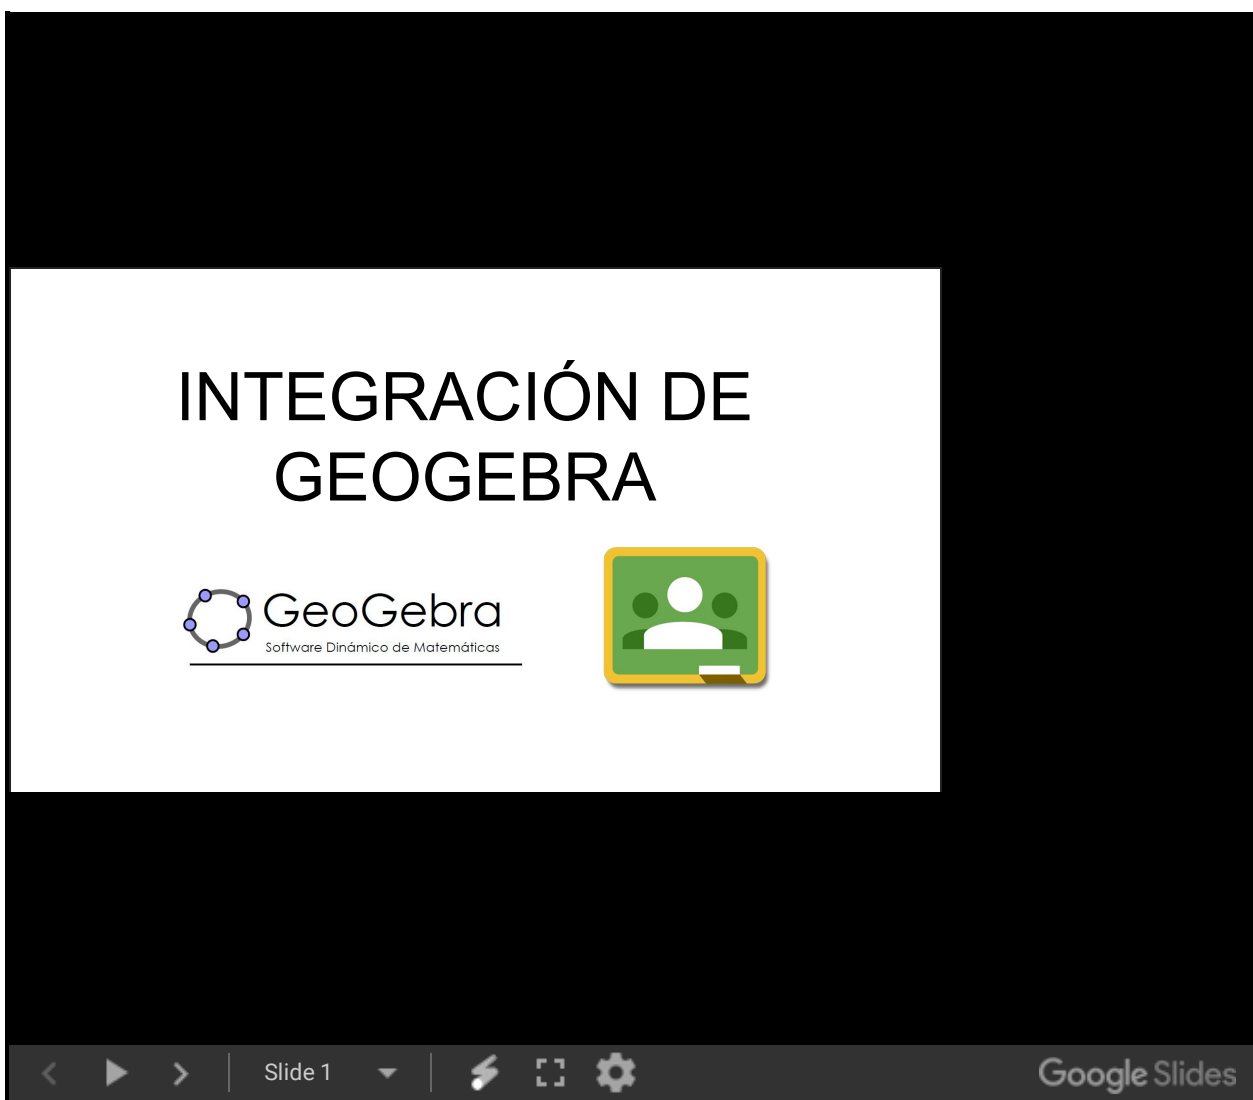 INTEGRACIÓN DE
GEOGEBRA
GeoGebra
Software Dinámico de Matemáticas
Slide 1
Google Slides